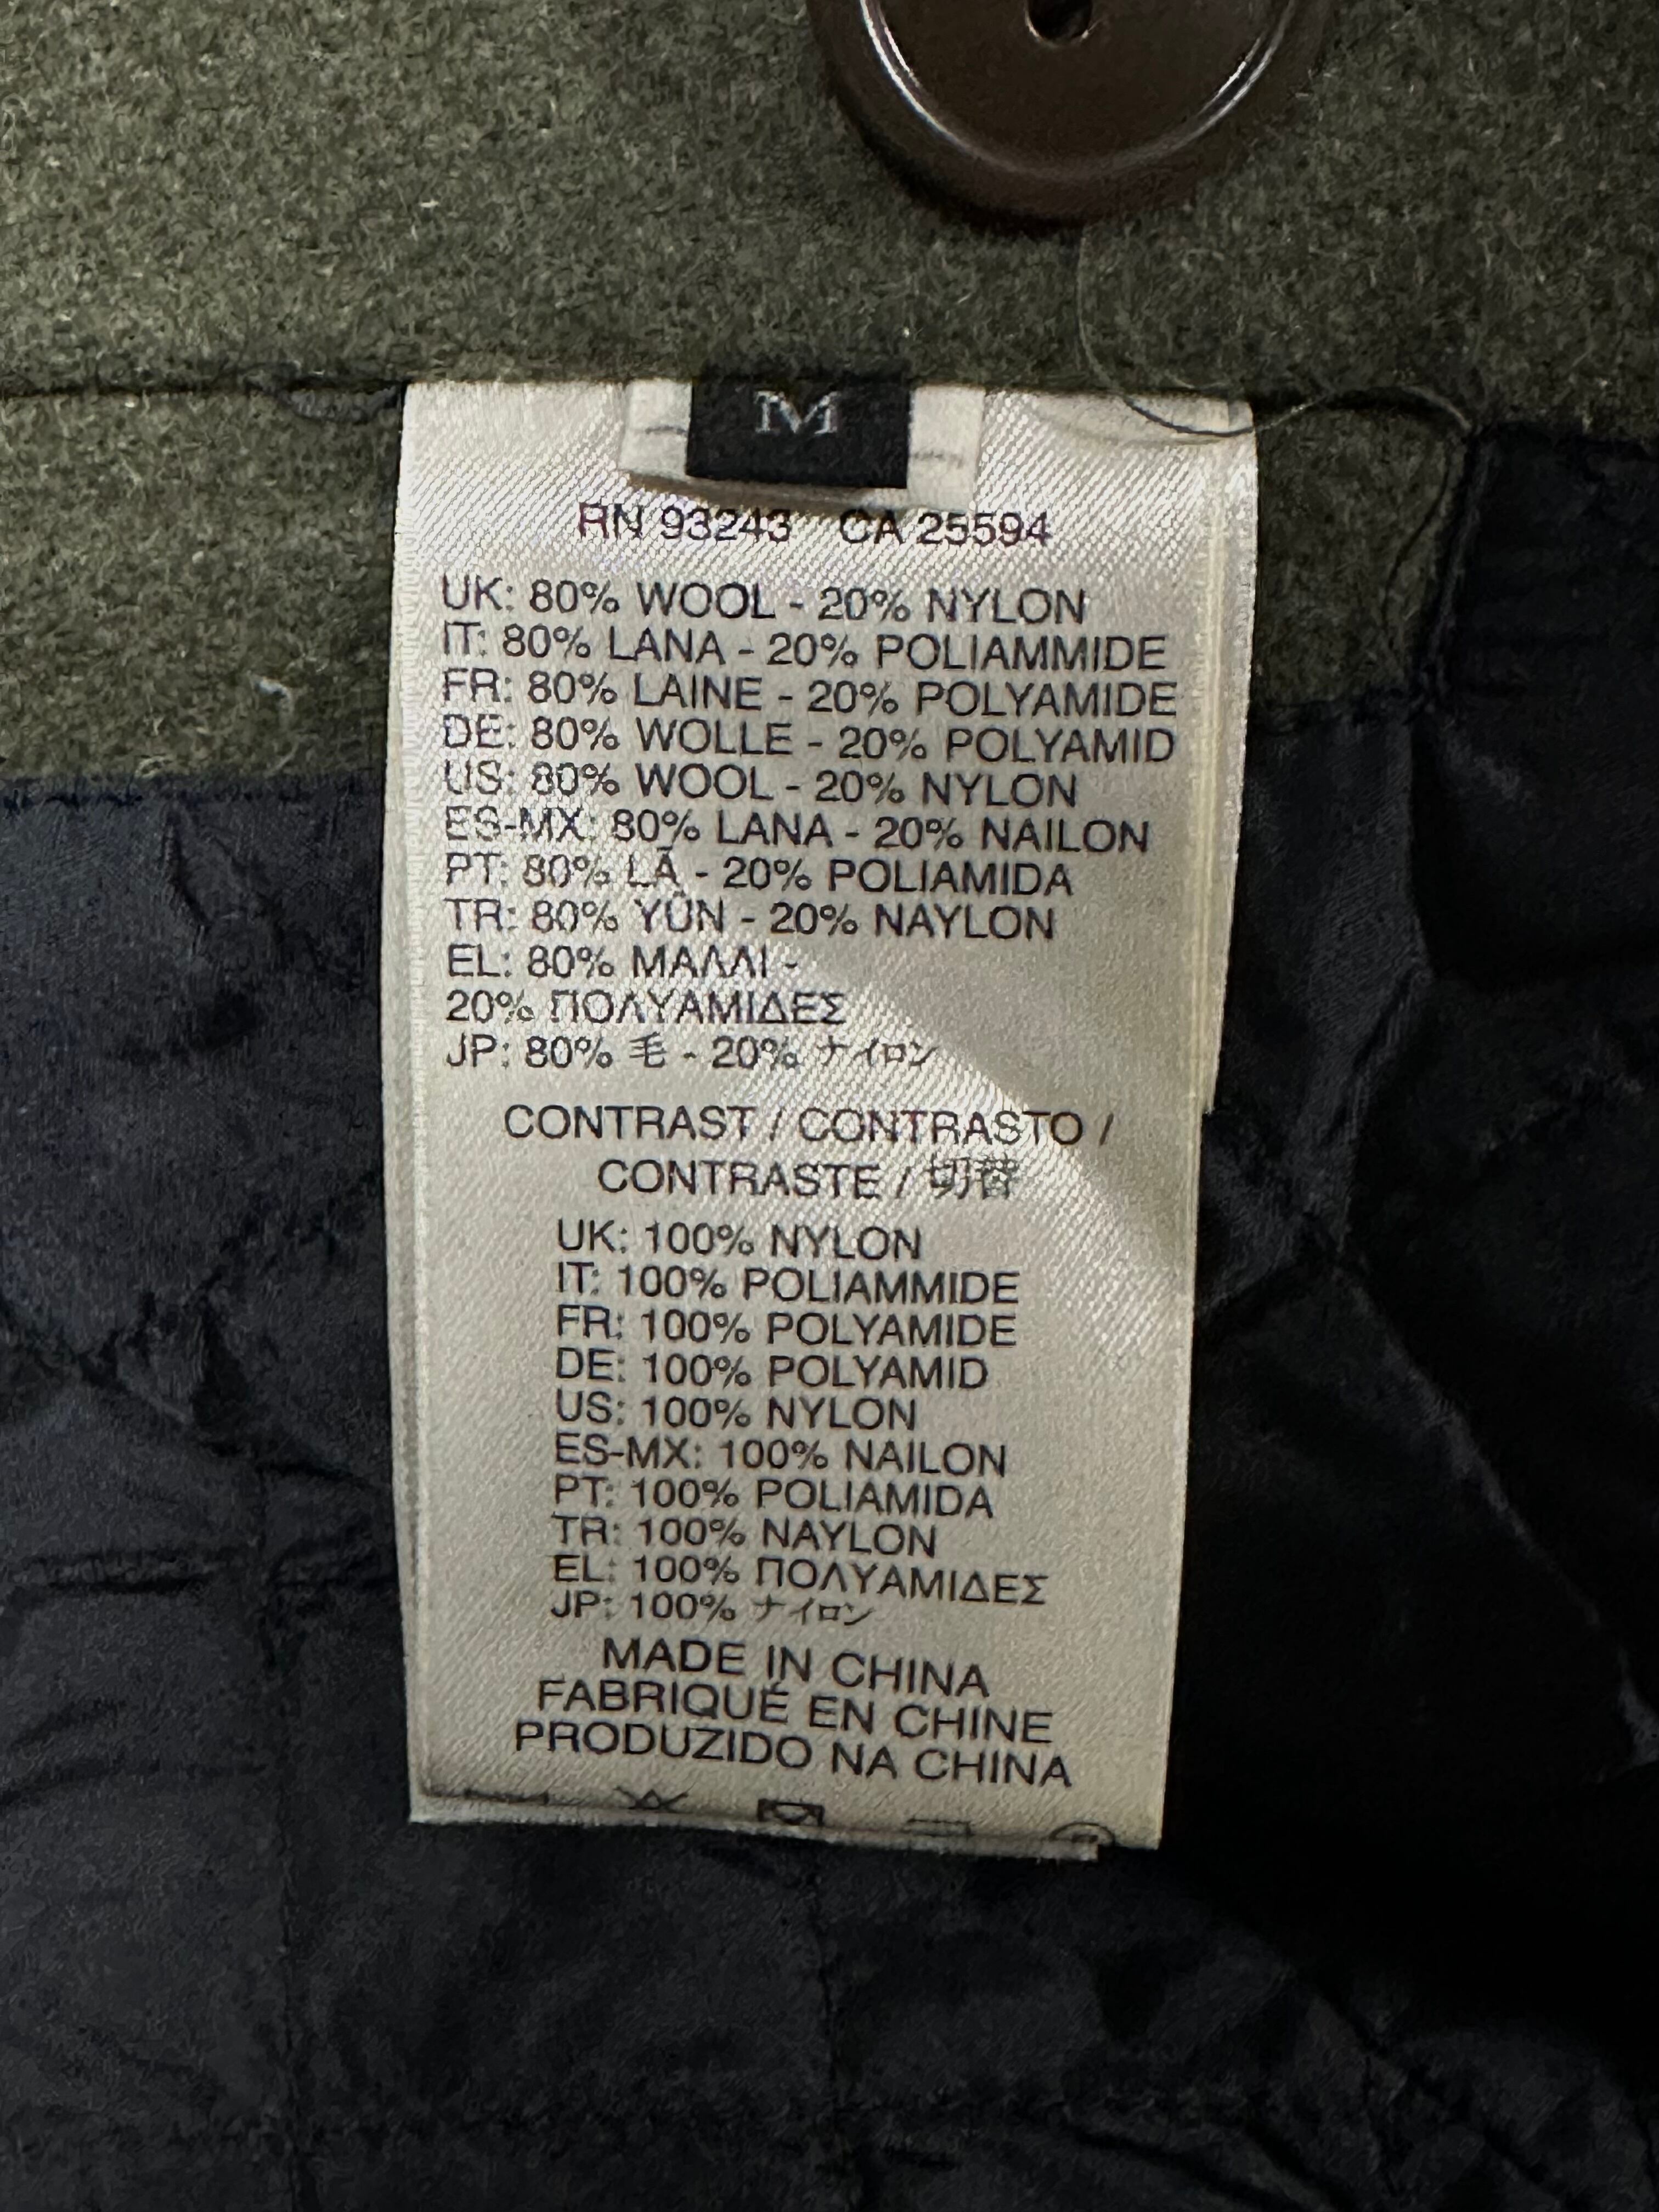 M
RN 93243 CA 25594
UK: 80% WOOL - 20% NYLON
IT: 80% LANA - 20% POLIAMMIDE
FR: 80% LAINE - 20% POLYAMIDE
DE: 80% WOLLE - 20% POLYAMID
US: 80% WOOL - 20% NYLON
ES-MX: 80% LANA - 20% NAILON
PT: 80% LÃ - 20% POLIAMIDA
TR: 80% YÜN - 20% NAYLON
EL: 80% ΜΑΛΛΙ -
20% ΠΟΛΥΑΜΙΔΕΣ
JP: 80% 毛 - 20% ナイロン
CONTRAST / CONTRASTO /
CONTRASTE / 切替
UK: 100% NYLON
IT: 100% POLIAMMIDE
FR: 100% POLYAMIDE
DE: 100% POLYAMID
US: 100% NYLON
ES-MX: 100% NAILON
PT: 100% POLIAMIDA
TR: 100% NAYLON
EL: 100% ΠΟΛΥΑΜΙΔΕΣ
JP: 100% ナイロン
MADE IN CHINA
FABRIQUÉ EN CHINE
PRODUZIDO NA CHINA